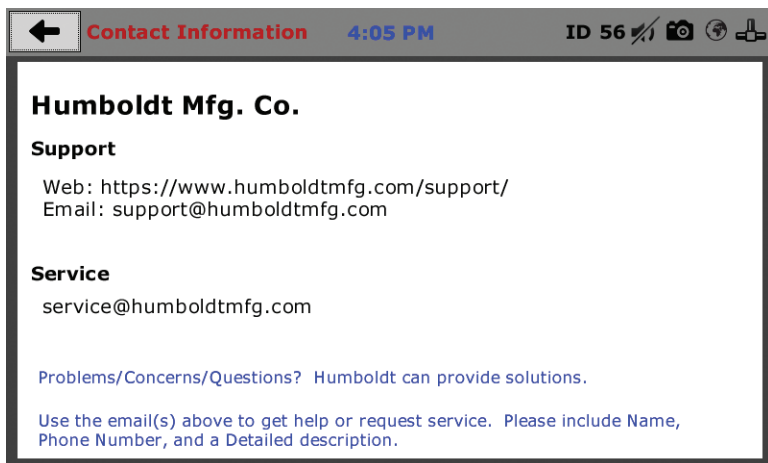 Contact Information 4:05 PM ID 56
Humboldt Mfg. Co.
Support
Web: https://www.humboldtmfg.com/support/
Email: support@humboldtmfg.com
Service
service@humboldtmfg.com
Problems/Concerns/Questions?  Humboldt can provide solutions.
Use the email(s) above to get help or request service.  Please include Name,
Phone Number, and a Detailed description.